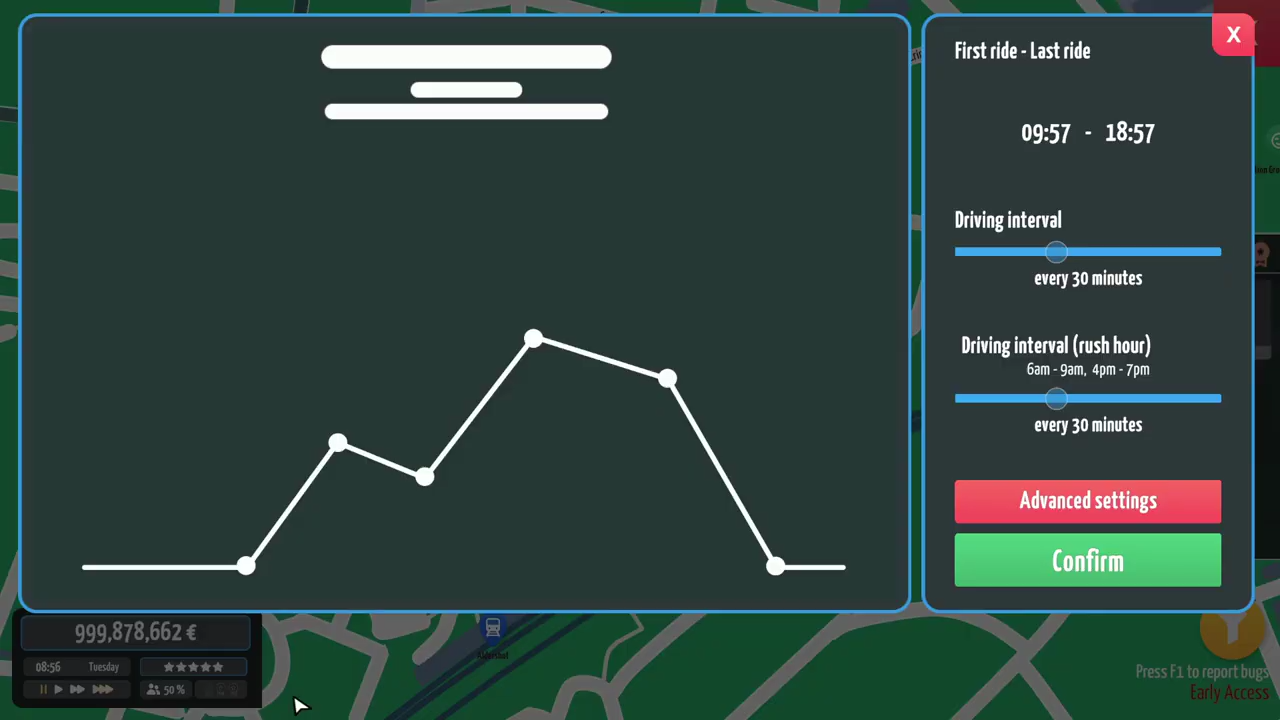 First ride - Last ride
X
09:57 - 18:57
Driving interval
every 30 minutes
Driving interval (rush hour)
6am - 9am, 4pm - 7pm
every 30 minutes
Advanced settings
Confirm
999,878,662 €
08:56 Tuesday
50 %
Press F1 to report bugs
Early Access